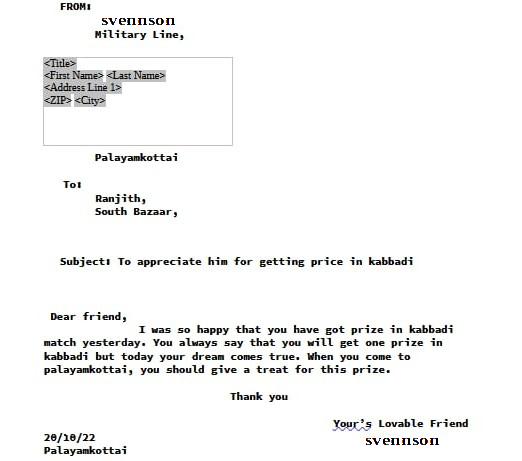 FROM:
svennson
Military Line,
<Title>
<First Name> <Last Name>
<Address Line 1>
<ZIP> <City>
Palayamkottai
To:
Ranjith,
South Bazaar,
Subject: To appreciate him for getting price in kabbadi
Dear friend,
I was so happy that you have got prize in kabbadi
match yesterday. You always say that you will get one prize in
kabbadi but today your dream comes true. When you come to
palayamkottai, you should give a treat for this prize.
Thank you
Your's Lovable Friend
20/10/22
svennson
Palayamkottai